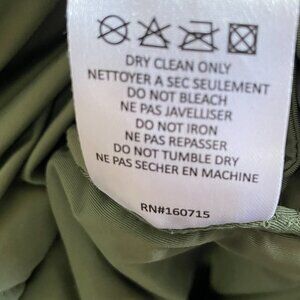 DRY CLEAN ONLY
NETTOYER A SEC SEULEMENT
DO NOT BLEACH
NE PAS JAVELLISER
DO NOT IRON
NE PAS REPASSER
DO NOT TUMBLE DRY
NE PAS SECHER EN MACHINE
RN#160715